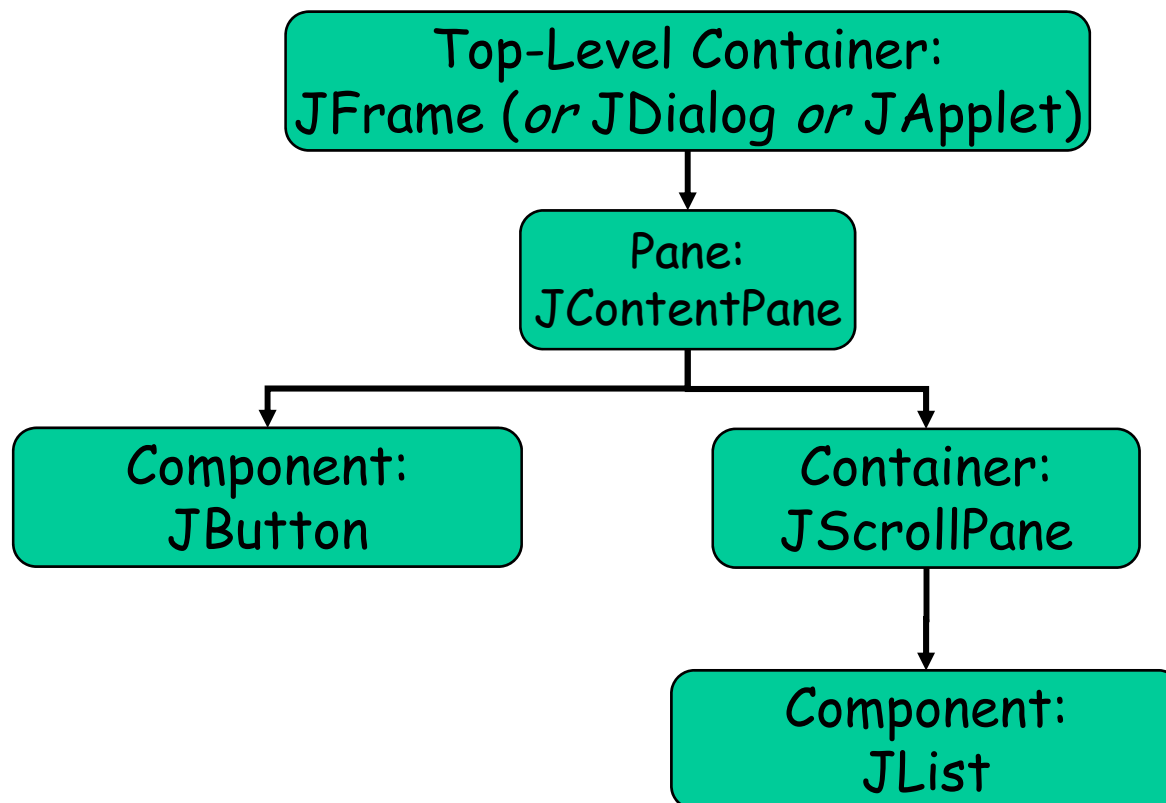 Top-Level Container:
JFrame (or JDialog or JApplet)
Pane:
JContentPane
Component:
JButton
Container:
JScrollPane
Component:
JList